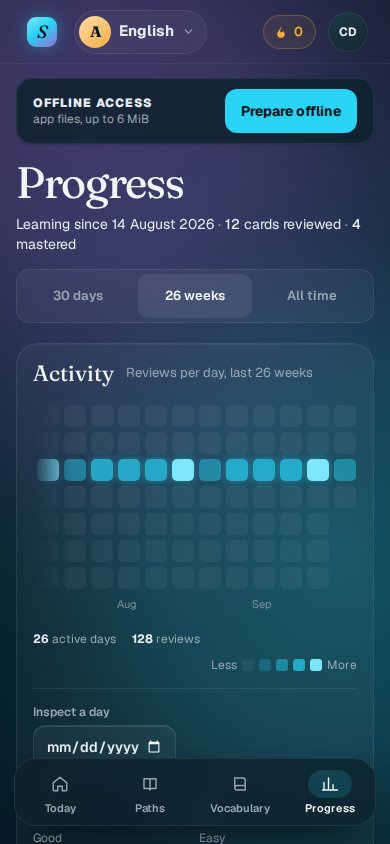 S
A English
0
CD
OFFLINE ACCESS
app files, up to 6 MiB
Prepare offline
Progress
Learning since 14 August 2026 · 12 cards reviewed · 4
mastered
30 days
26 weeks
All time
Activity
Reviews per day, last 26 weeks
Aug
Sep
26 active days
128 reviews
Less
More
Inspect a day
mm/dd/yyyy
Today
Paths
Vocabulary
Progress
Good
Easy